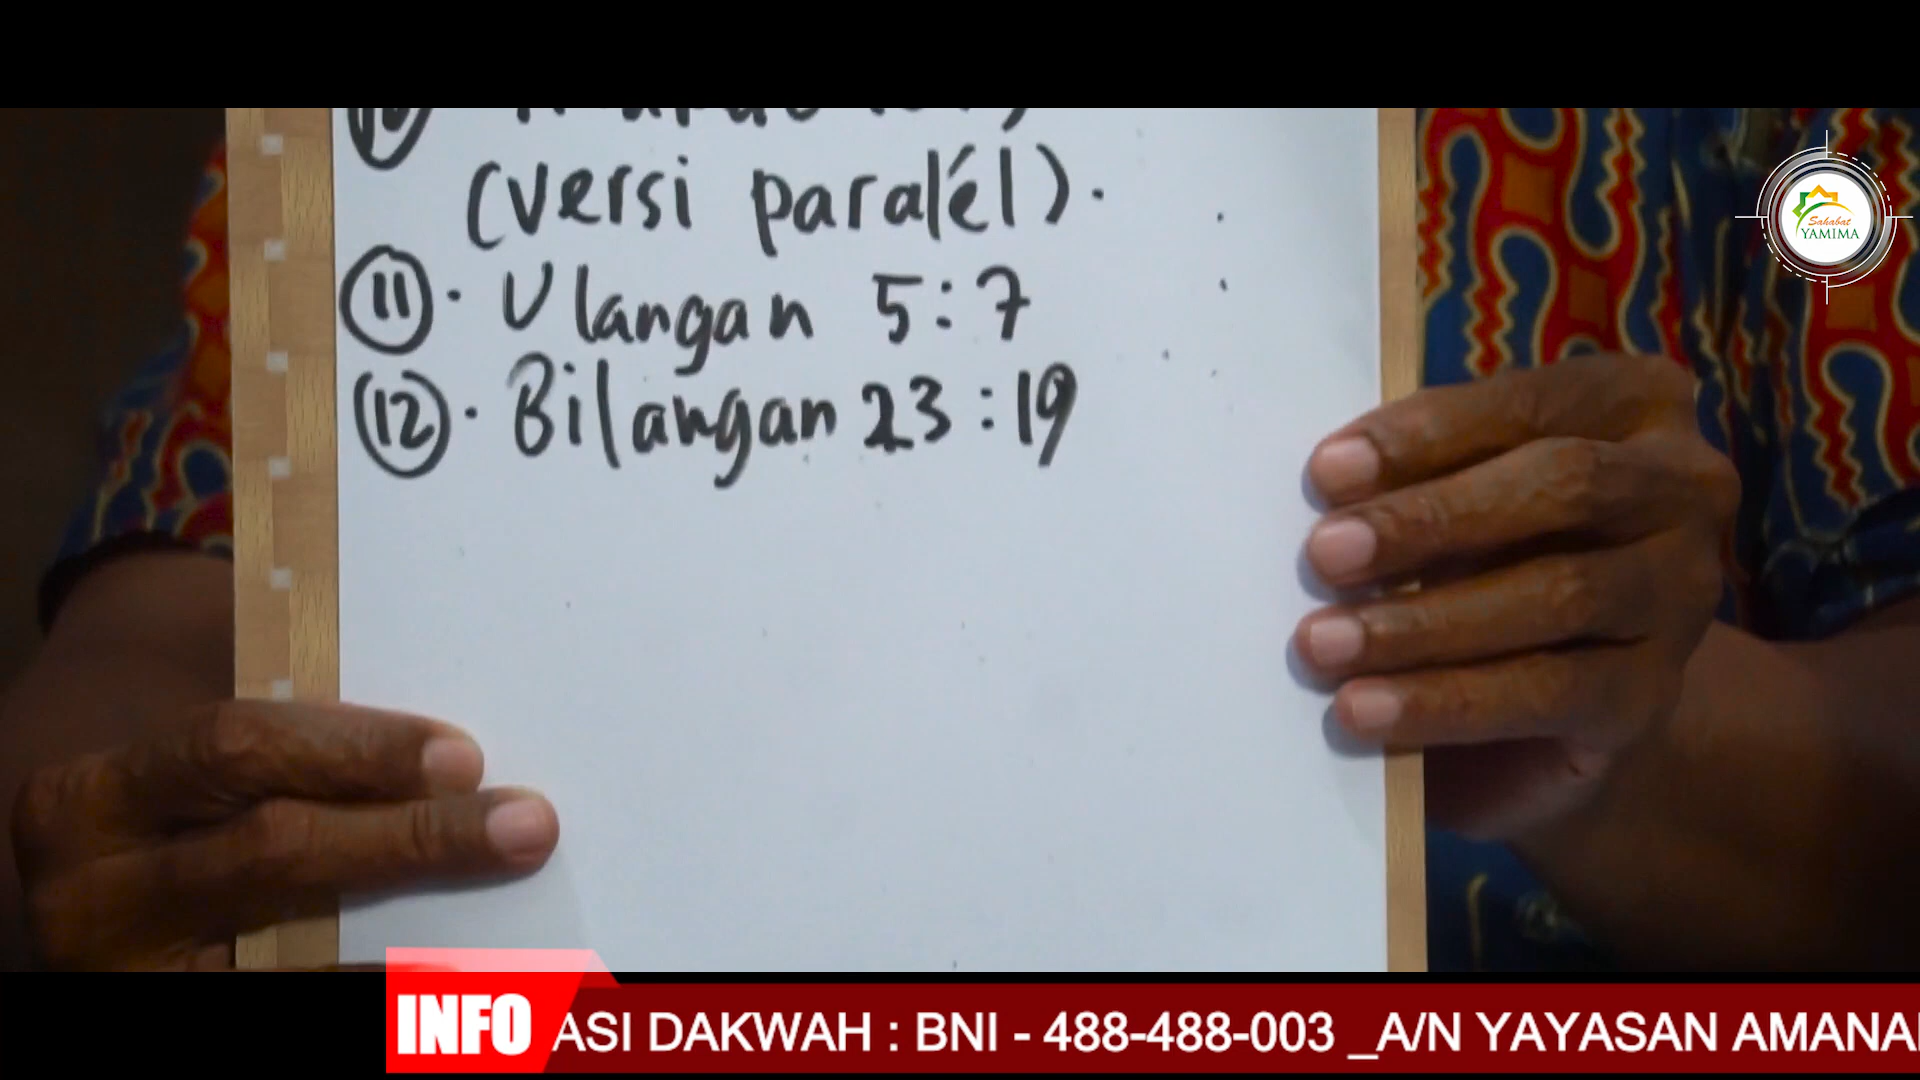 (versi paralél).
11. Ulangan 5:7
12. Bilangan 23:19
Sahabat
YAMIMA
INFO
ASI DAKWAH : BNI - 488-488-003 _A/N YAYASAN AMANA